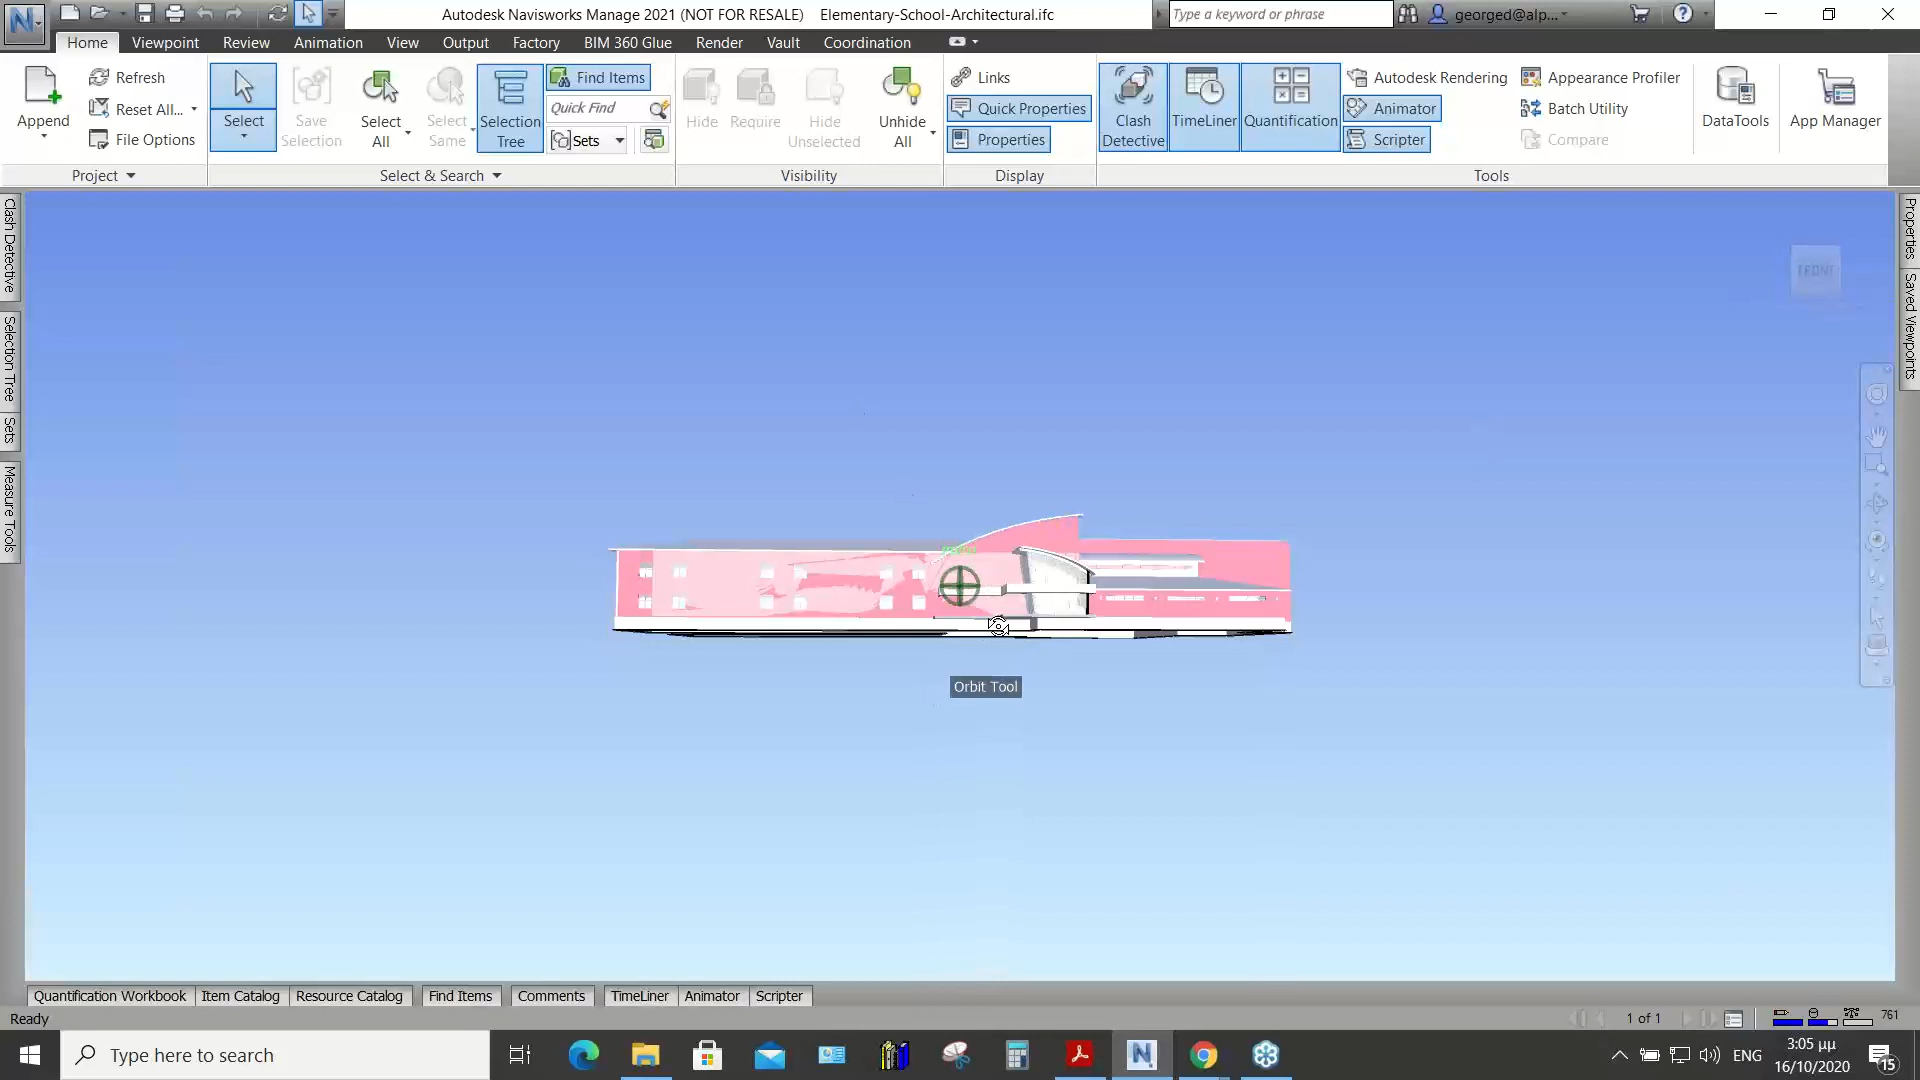 Autodesk Navisworks Manage 2021 (NOT FOR RESALE) Elementary-School-Architectural.ifc
Type a keyword or phrase
georged@alp...
Home Viewpoint Review Animation View Output Factory BIM 360 Glue Render Vault Coordination
Append
Refresh
Reset All...
File Options
Project
Select
Save Selection
Select All
Select Same
Selection Tree
Find Items
Quick Find
Sets
Select & Search
Hide
Require
Hide Unselected
Unhide All
Visibility
Links
Quick Properties
Properties
Display
Clash Detective
TimeLiner
Quantification
Autodesk Rendering
Animator
Scripter
Appearance Profiler
Batch Utility
Compare
Tools
DataTools
App Manager
Clash Detective
Selection Tree
Sets
Measure Tools
Properties
Saved Viewpoints
FRONT
Orbit Tool
Quantification Workbook Item Catalog Resource Catalog Find Items Comments TimeLiner Animator Scripter
Ready
1 of 1
761
Type here to search
ENG
3:05 μμ
16/10/2020
15